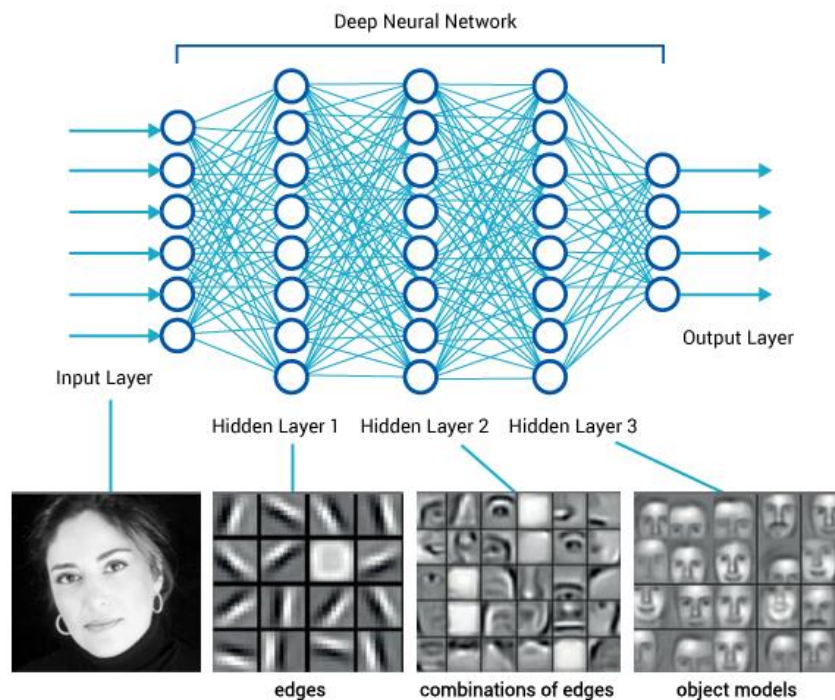 Deep Neural Network
Input Layer
Output Layer
Hidden Layer 1
Hidden Layer 2
Hidden Layer 3
edges
combinations of edges
object models